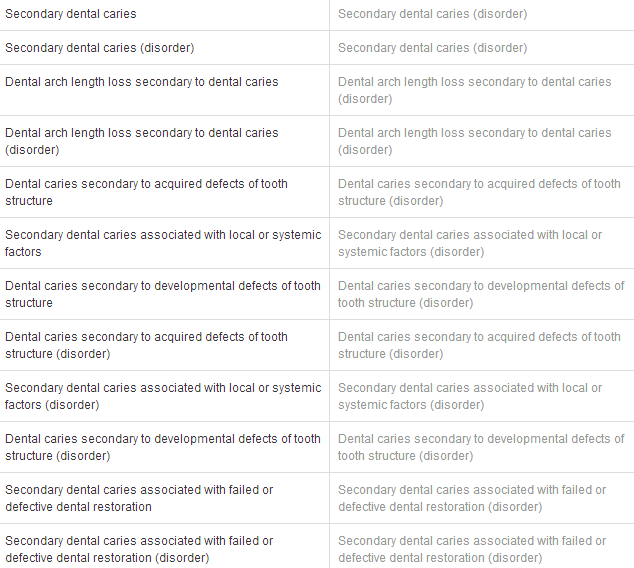 Secondary dental caries
Secondary dental caries (disorder)
Secondary dental caries (disorder)
Secondary dental caries (disorder)
Dental arch length loss secondary to dental caries
Dental arch length loss secondary to dental caries
(disorder)
Dental arch length loss secondary to dental caries
(disorder)
Dental arch length loss secondary to dental caries
(disorder)
Dental caries secondary to acquired defects of tooth
structure
Dental caries secondary to acquired defects of tooth
structure (disorder)
Secondary dental caries associated with local or systemic
factors
Secondary dental caries associated with local or
systemic factors (disorder)
Dental caries secondary to developmental defects of tooth
structure
Dental caries secondary to developmental defects of
tooth structure (disorder)
Dental caries secondary to acquired defects of tooth
structure (disorder)
Dental caries secondary to acquired defects of tooth
structure (disorder)
Secondary dental caries associated with local or systemic
factors (disorder)
Secondary dental caries associated with local or
systemic factors (disorder)
Dental caries secondary to developmental defects of tooth
structure (disorder)
Dental caries secondary to developmental defects of
tooth structure (disorder)
Secondary dental caries associated with failed or
defective dental restoration
Secondary dental caries associated with failed or
defective dental restoration (disorder)
Secondary dental caries associated with failed or
defective dental restoration (disorder)
Secondary dental caries associated with failed or
defective dental restoration (disorder)